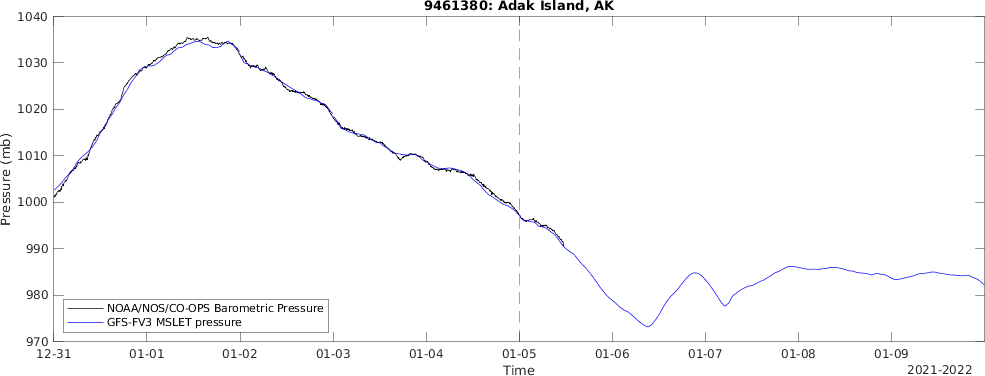 9461380: Adak Island, AK
1040
1030
1020
1010
1000
990
980
970
Pressure (mb)
NOAA/NOS/CO-OPS Barometric Pressure
GFS-FV3 MSLET pressure
12-31 01-01 01-02 01-03 01-04 01-05 01-06 01-07 01-08 01-09
Time
2021-2022